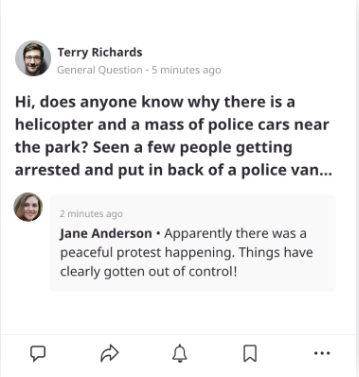 Terry Richards
General Question - 5 minutes ago
Hi, does anyone know why there is a
helicopter and a mass of police cars near
the park? Seen a few people getting
arrested and put in back of a police van...
2 minutes ago
Jane Anderson • Apparently there was a
peaceful protest happening. Things have
clearly gotten out of control!